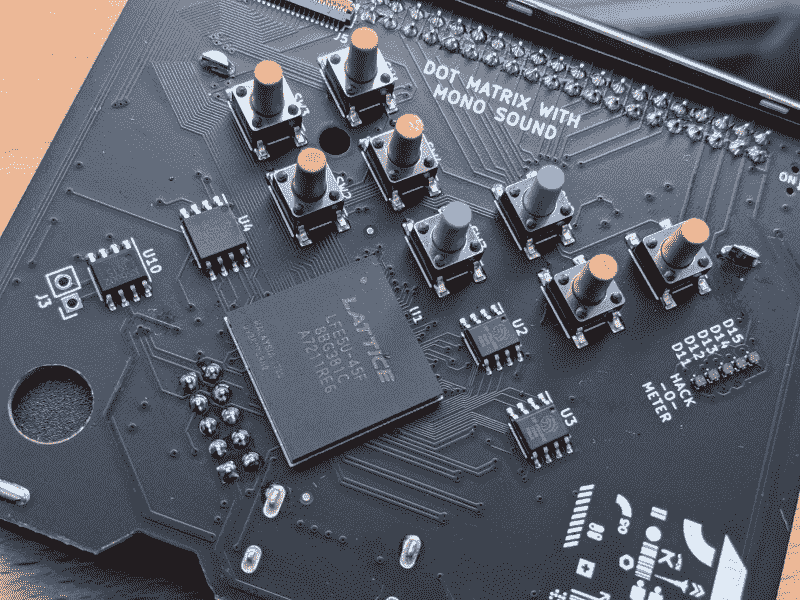 DOT MATRIX WITH
MONO SOUND
ON
U4
U10
J3
U1
LATTICE
LFE5U-45F
8BG381C
U2
U3
D15
D14
D13
D12
D11
HACK
-O-
METER